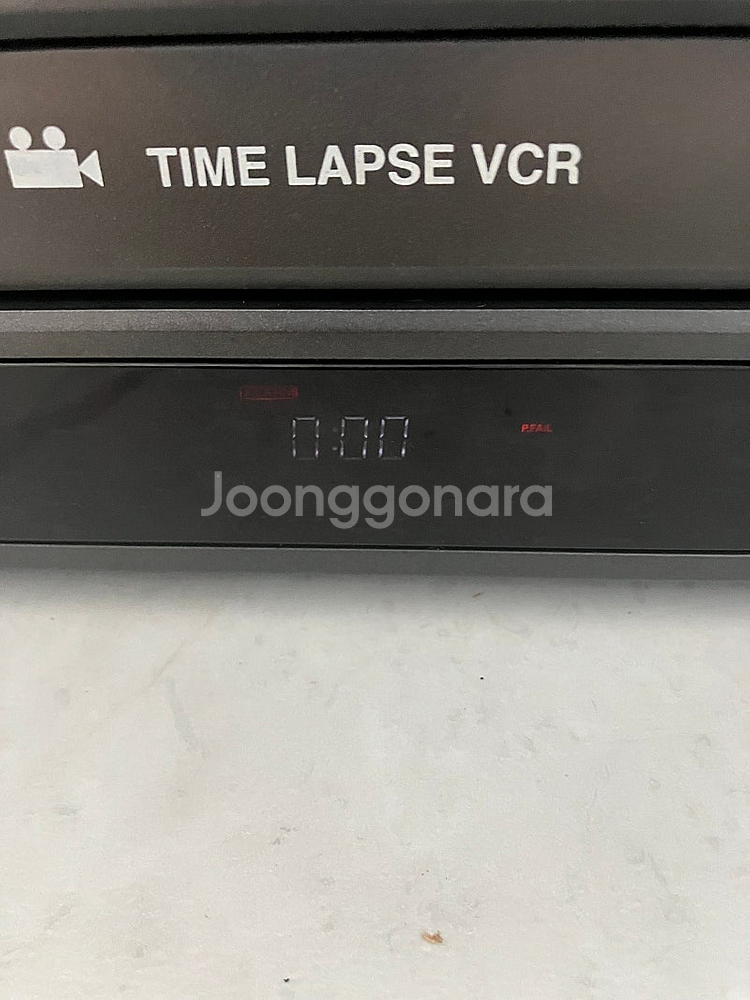 TIME LAPSE VCR
0:00
P.FAIL
Joonggonara